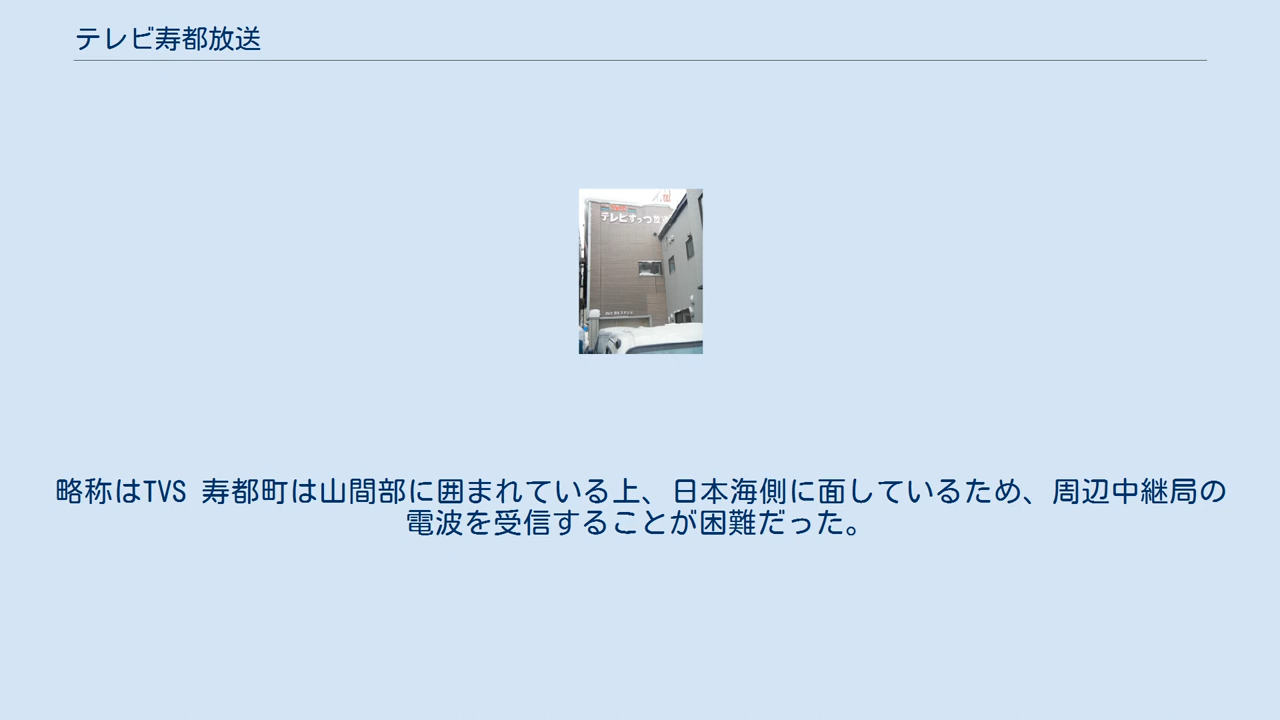 テレビ寿都放送
テレビすっつ放送
略称はTVS 寿都町は山間部に囲まれている上、日本海側に面しているため、周辺中継局の
電波を受信することが困難だった。